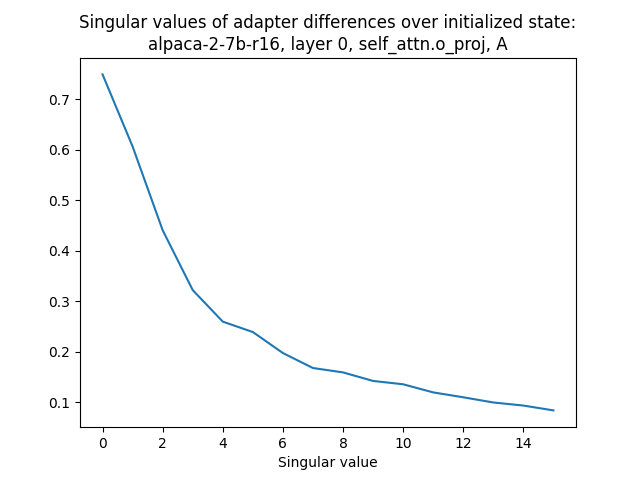 Singular values of adapter differences over initialized state:
alpaca-2-7b-r16, layer 0, self_attn.o_proj, A
0.7
0.6
0.5
0.4
0.3
0.2
0.1
0 2 4 6 8 10 12 14
Singular value